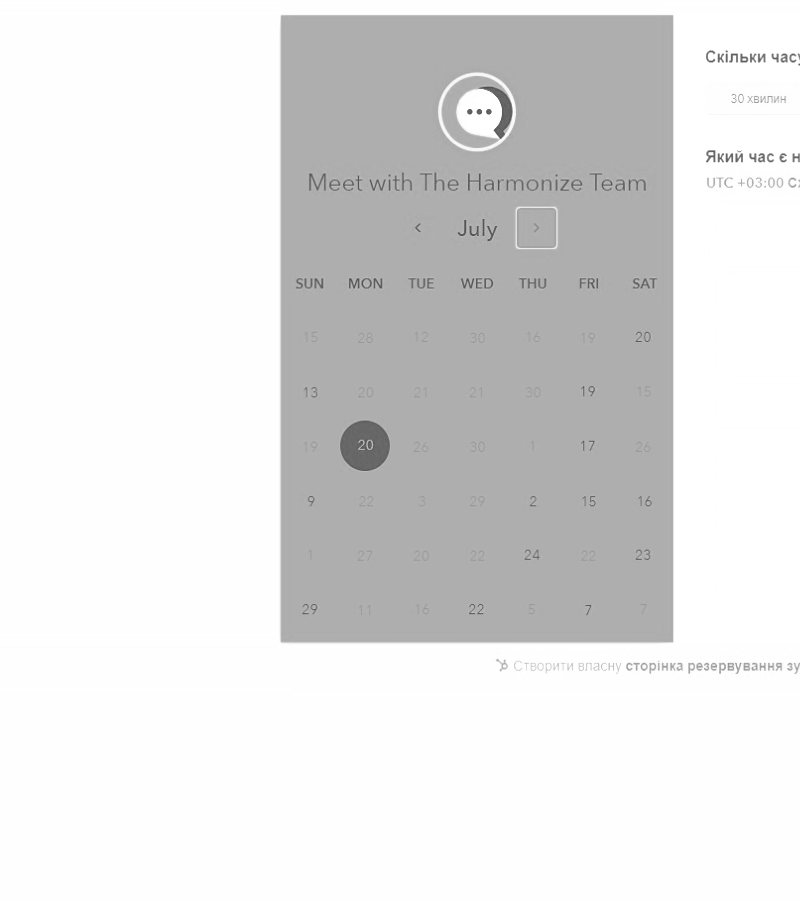 Скільки часу
30 хвилин
Meet with The Harmonize Team
Який час є н
UTC +03:00 Сх
July
SUN MON TUE WED THU FRI SAT
15 28 12 30 16 19 20
13 20 21 21 30 19 15
19 20 26 30 1 17 26
9 22 3 29 2 15 16
1 27 20 22 24 22 23
29 11 16 22 5 7 7
Створити власну сторінка резервування зу